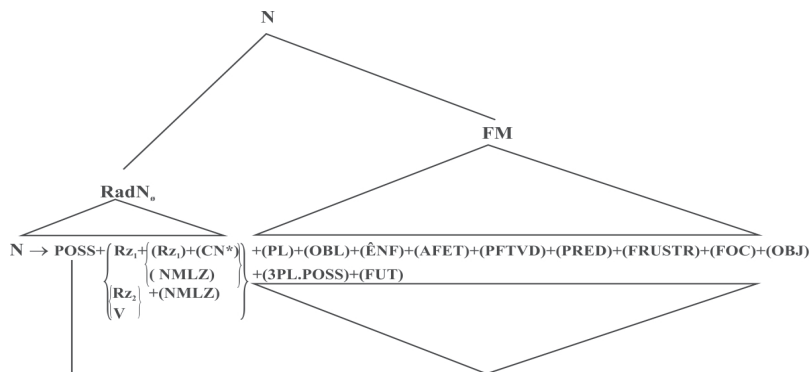 N
FM
RadNₒ
N → POSS+{Rz₁+{(Rz₁)+(CN*)}} +(PL)+(OBL)+(ÊNF)+(AFET)+(PFTVD)+(PRED)+(FRUSTR)+(FOC)+(OBJ)
( NMLZ) +(3PL.POSS)+(FUT)
{Rz₂} +(NMLZ)
V